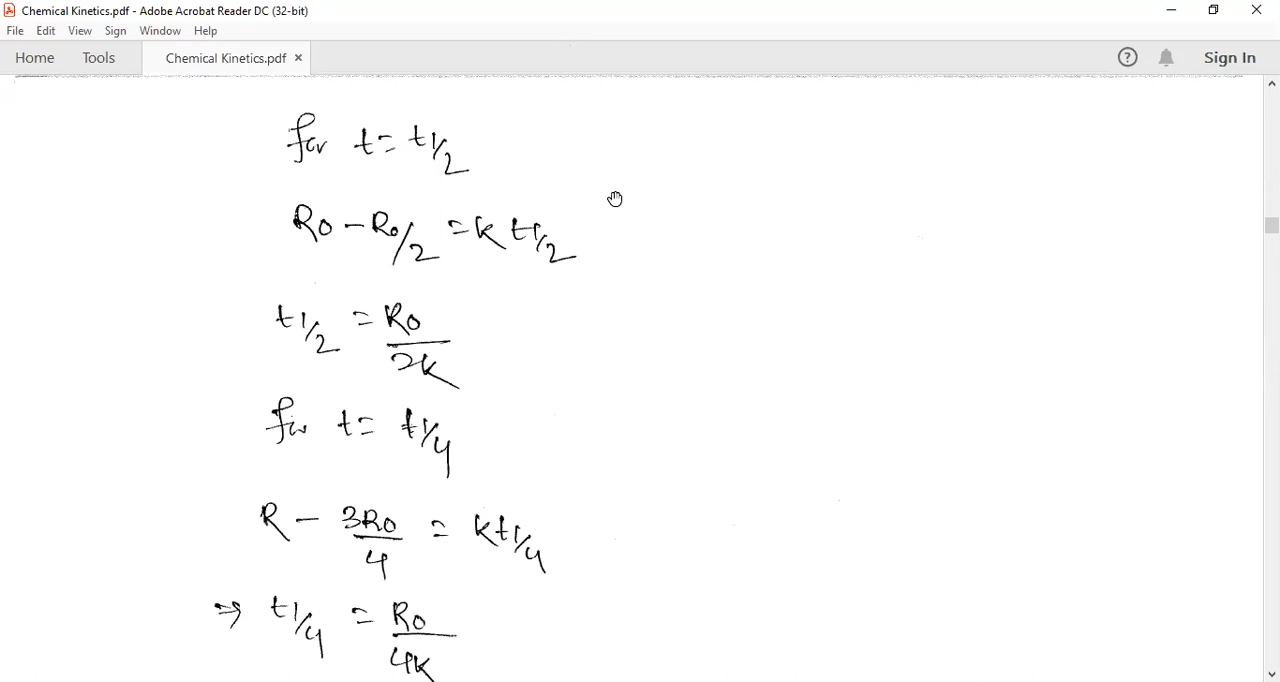 Chemical Kinetics.pdf - Adobe Acrobat Reader DC (32-bit)
File Edit View Sign Window Help
Home Tools Chemical Kinetics.pdf × ? Sign In
for t = t1/2
R0 - R0/2 = k t1/2
t1/2 = R0/2k
for t = t1/4
R - 3R0/4 = kt1/4
⇒ t1/4 = R0/4k